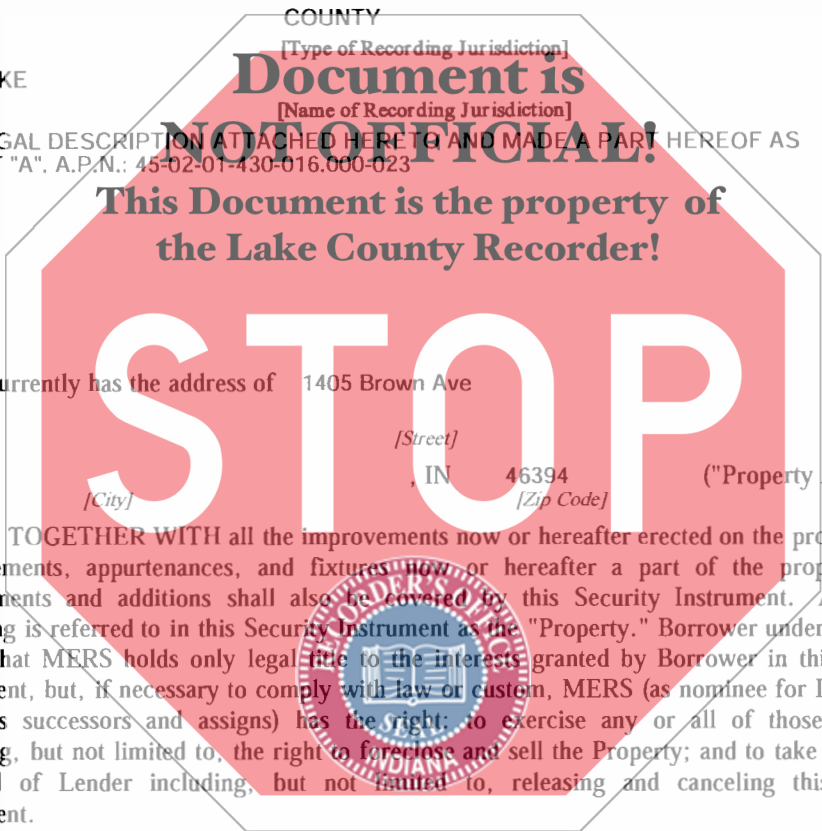 COUNTY
[Type of Recording Jurisdiction]
Document is
KE
[Name of Recording Jurisdiction]
NOT OFFICIAL!
GAL DESCRIPTION ATTACHED HERETO AND MADE A PART HEREOF AS
"A", A.P.N.: 45-02-01-430-016.000-023
This Document is the property of
the Lake County Recorder!
STOP
urrently has the address of 1405 Brown Ave
[Street]
, IN 46394 ("Property
[City] [Zip Code]
TOGETHER WITH all the improvements now or hereafter erected on the pro
ements, appurtenances, and fixtures now or hereafter a part of the prop
ments and additions shall also be covered by this Security Instrument.
g is referred to in this Security Instrument as the "Property." Borrower under
hat MERS holds only legal title to the interests granted by Borrower in thi
ent, but, if necessary to comply with law or custom, MERS (as nominee for
s successors and assigns) has the right: to exercise any or all of those
g, but not limited to, the right to foreclose and sell the Property; and to take
of Lender including, but not limited to, releasing and canceling this
ent.
RECORDER'S OFFIC
SEAL
INDIANA